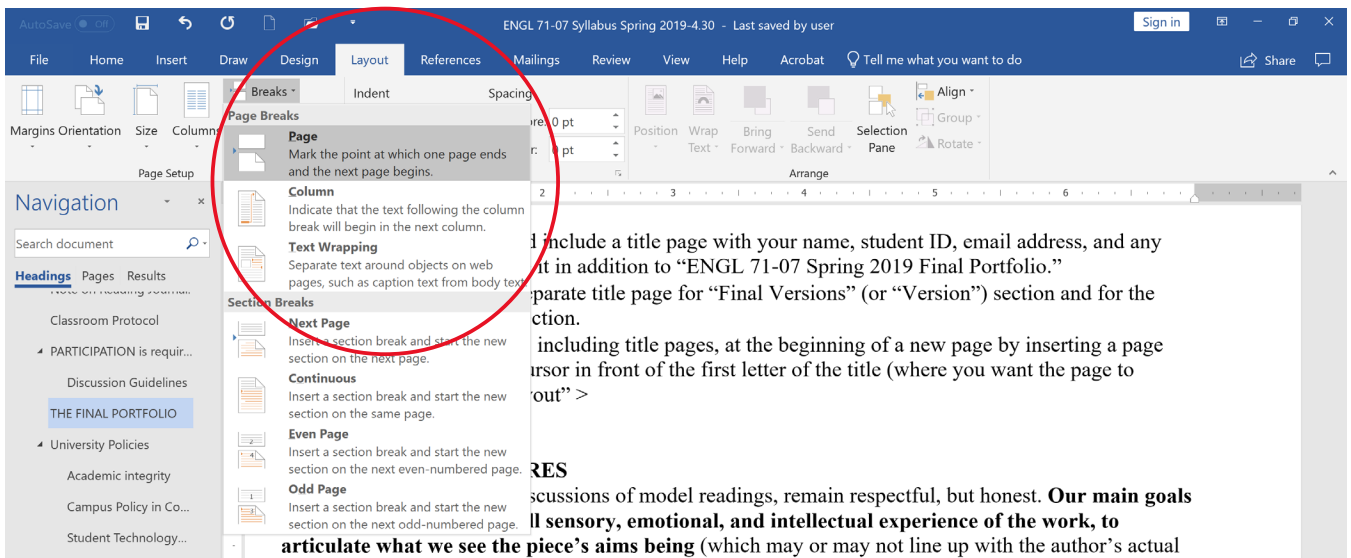 AutoSave Off ENGL 71-07 Syllabus Spring 2019-4.30 - Last saved by user Sign in
File Home Insert Draw Design Layout References Mailings Review View Help Acrobat Tell me what you want to do Share
Breaks Indent Spacing Align
Page Breaks
Page
Mark the point at which one page ends
and the next page begins.
Column
Indicate that the text following the column
break will begin in the next column.
Text Wrapping
Separate text around objects on web
pages, such as caption text from body text
Section Breaks
Next Page
Insert a section break and start the new
section on the next page.
Continuous
Insert a section break and start the new
section on the same page.
Even Page
Insert a section break and start the new
section on the next even-numbered page.
Odd Page
Insert a section break and start the new
section on the next odd-numbered page.
0 pt
0 pt
Margins Orientation Size Columns
Page Setup
Position Wrap Text Bring Forward Send Backward Selection Pane
Group
Rotate
Arrange
2 3 4 5 6
Navigation
Search document
Headings Pages Results
Classroom Protocol
PARTICIPATION is requir...
Discussion Guidelines
THE FINAL PORTFOLIO
University Policies
Academic integrity
Campus Policy in Co...
Student Technology...
include a title page with your name, student ID, email address, and any
it in addition to “ENGL 71-07 Spring 2019 Final Portfolio.”
eparate title page for “Final Versions” (or “Version”) section and for the
ction.
including title pages, at the beginning of a new page by inserting a page
ursor in front of the first letter of the title (where you want the page to
out” >
RES
scussions of model readings, remain respectful, but honest. Our main goals
ll sensory, emotional, and intellectual experience of the work, to
articulate what we see the piece’s aims being (which may or may not line up with the author’s actual